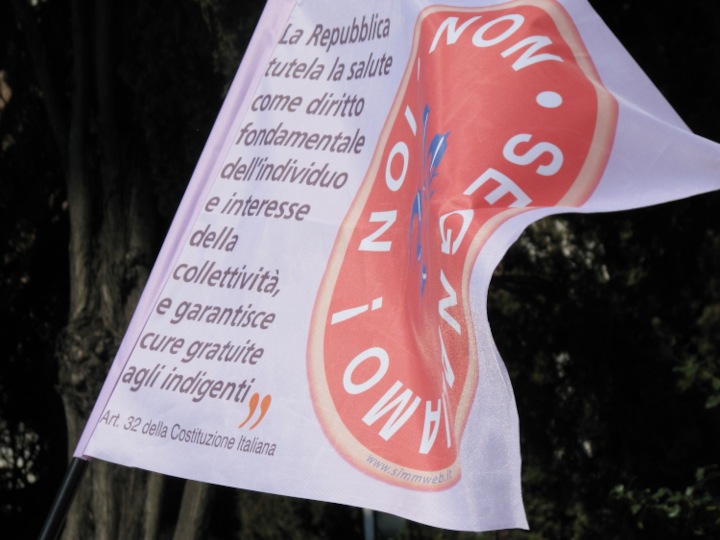 La Repubblica
tutela la salute
come diritto
fondamentale
dell'individuo
e interesse
della
collettività,
e garantisce
cure gratuite
agli indigenti”
Art. 32 della Costituzione Italiana
NOI NON • SEGNALIAMO!
www.simmweb.it